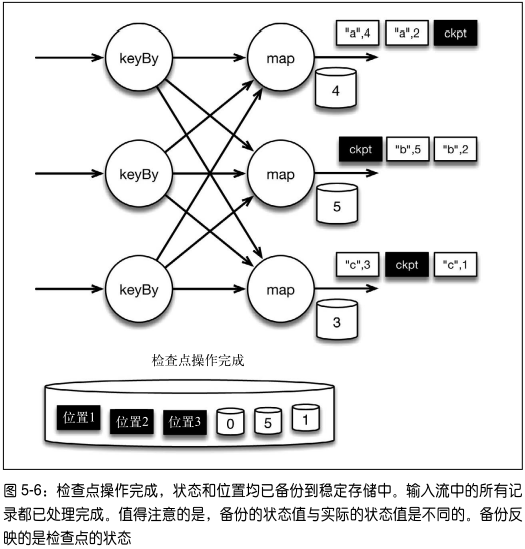 "a",4 "a",2 ckpt
keyBy map
4
ckpt "b",5 "b",2
keyBy map
5
"c",3 ckpt "c",1
keyBy map
3
检查点操作完成
位置1 位置2 位置3 0 5 1
图 5-6：检查点操作完成，状态和位置均已备份到稳定存储中。输入流中的所有记
录都已处理完成。值得注意的是，备份的状态值与实际的状态值是不同的。备份反
映的是检查点的状态